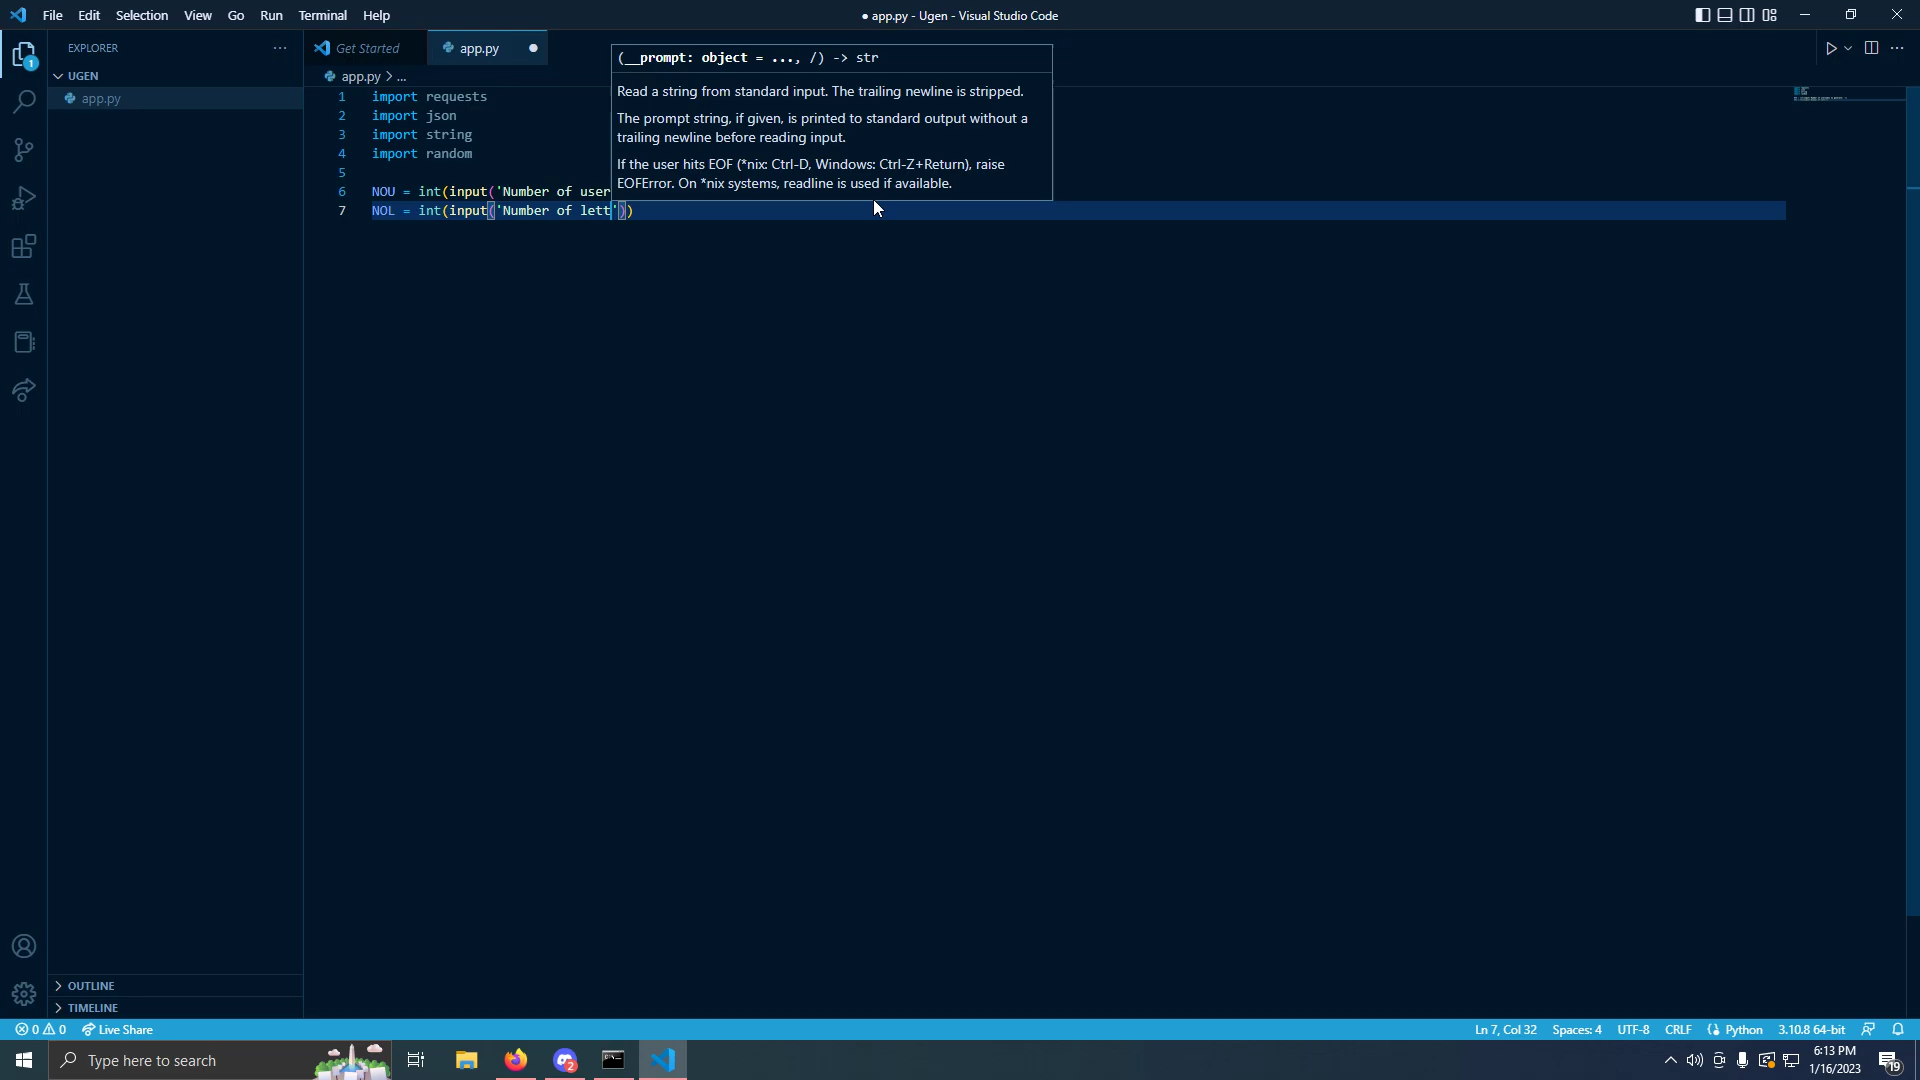 File Edit Selection View Go Run Terminal Help
● app.py - Ugen - Visual Studio Code
EXPLORER
Get Started
app.py
UGEN
app.py
app.py > ...
1 import requests
2 import json
3 import string
4 import random
5
6 NOU = int(input('Number of user
7 NOL = int(input('Number of lett'))
(__prompt: object = ..., /) -> str
Read a string from standard input. The trailing newline is stripped.
The prompt string, if given, is printed to standard output without a
trailing newline before reading input.
If the user hits EOF (*nix: Ctrl-D, Windows: Ctrl-Z+Return), raise
EOFError. On *nix systems, readline is used if available.
1
OUTLINE
TIMELINE
0 0 Live Share
Ln 7, Col 32 Spaces: 4 UTF-8 CRLF Python 3.10.8 64-bit
Type here to search
2
6:13 PM
1/16/2023
19